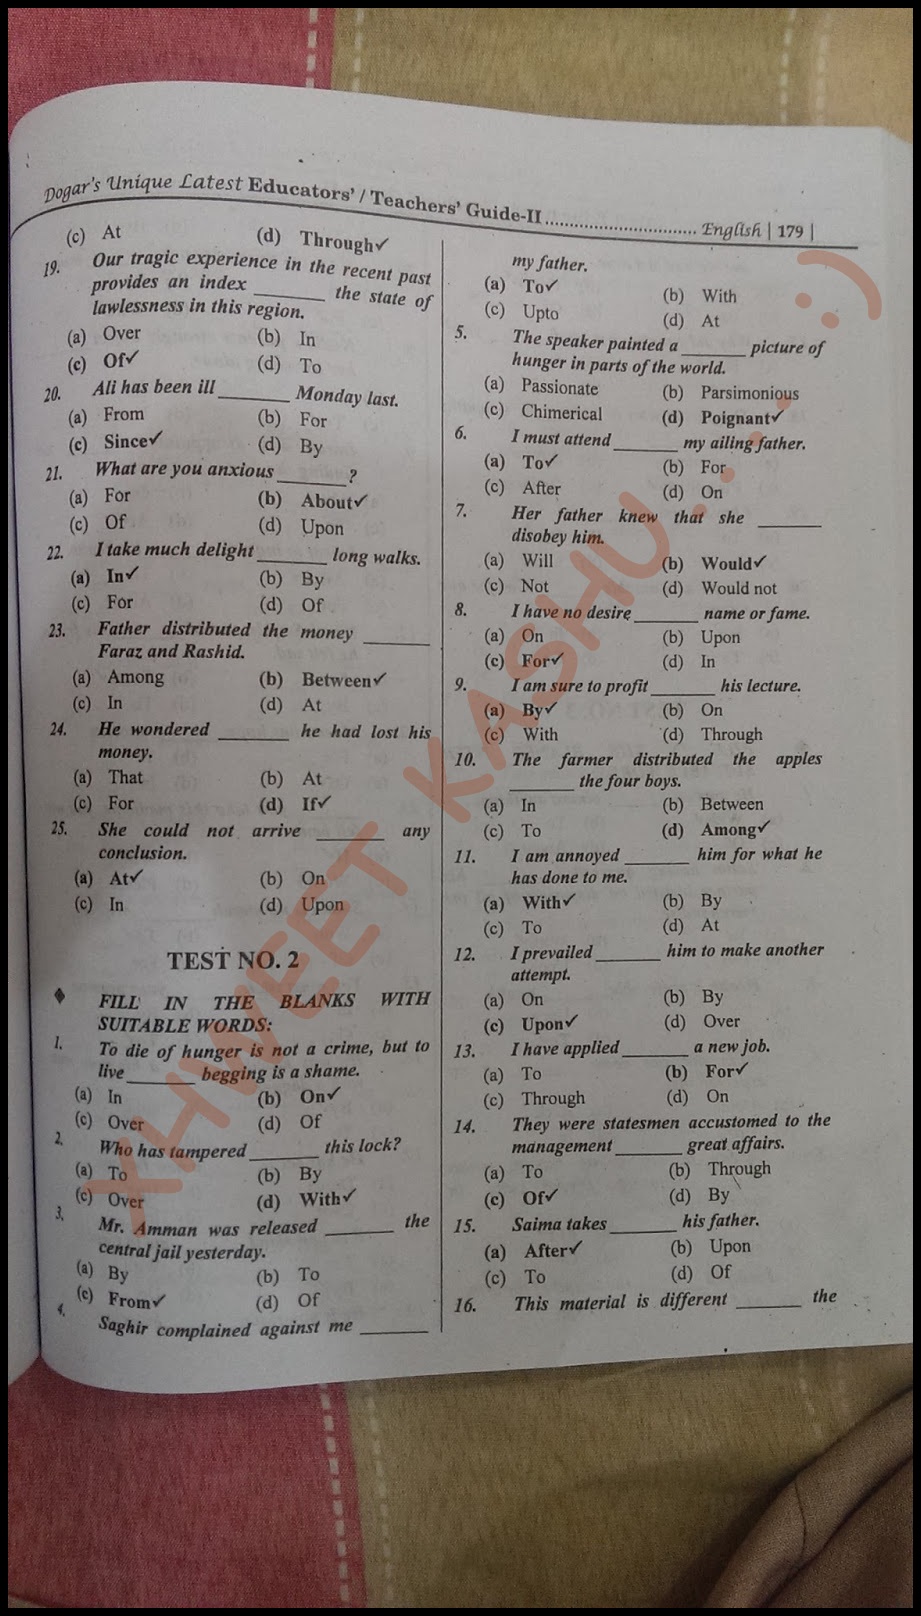 Dogar's Unique Latest Educators' / Teachers' Guide-II .............................. English | 179 |
(c) At (d) Through✓
19. Our tragic experience in the recent past
provides an index _______ the state of
lawlessness in this region.
(a) Over (b) In
(c) Of✓ (d) To
20. Ali has been ill _______ Monday last.
(a) From (b) For
(c) Since✓ (d) By
21. What are you anxious _______?
(a) For (b) About✓
(c) Of (d) Upon
22. I take much delight _______ long walks.
(a) In✓ (b) By
(c) For (d) Of
23. Father distributed the money _______
Faraz and Rashid.
(a) Among (b) Between✓
(c) In (d) At
24. He wondered _______ he had lost his
money.
(a) That (b) At
(c) For (d) If✓
25. She could not arrive _______ any
conclusion.
(a) At✓ (b) On
(c) In (d) Upon
TEST NO. 2
♦ FILL IN THE BLANKS WITH
SUITABLE WORDS:
1. To die of hunger is not a crime, but to
live _______ begging is a shame.
(a) In (b) On✓
(c) Over (d) Of
2. Who has tampered _______ this lock?
(a) To (b) By
(c) Over (d) With✓
3. Mr. Amman was released _______ the
central jail yesterday.
(a) By (b) To
(c) From✓ (d) Of
4. Saghir complained against me _______
my father.
(a) To✓ (b) With
(c) Upto (d) At
5. The speaker painted a _______ picture of
hunger in parts of the world.
(a) Passionate (b) Parsimonious
(c) Chimerical (d) Poignant✓
6. I must attend _______ my ailing father.
(a) To✓ (b) For
(c) After (d) On
7. Her father knew that she _______
disobey him.
(a) Will (b) Would✓
(c) Not (d) Would not
8. I have no desire _______ name or fame.
(a) On (b) Upon
(c) For✓ (d) In
9. I am sure to profit _______ his lecture.
(a) By✓ (b) On
(c) With (d) Through
10. The farmer distributed the apples
_______ the four boys.
(a) In (b) Between
(c) To (d) Among✓
11. I am annoyed _______ him for what he
has done to me.
(a) With✓ (b) By
(c) To (d) At
12. I prevailed _______ him to make another
attempt.
(a) On (b) By
(c) Upon✓ (d) Over
13. I have applied _______ a new job.
(a) To (b) For✓
(c) Through (d) On
14. They were statesmen accustomed to the
management _______ great affairs.
(a) To (b) Through
(c) Of✓ (d) By
15. Saima takes _______ his father.
(a) After✓ (b) Upon
(c) To (d) Of
16. This material is different _______ the
XHWEET KASHU... :)